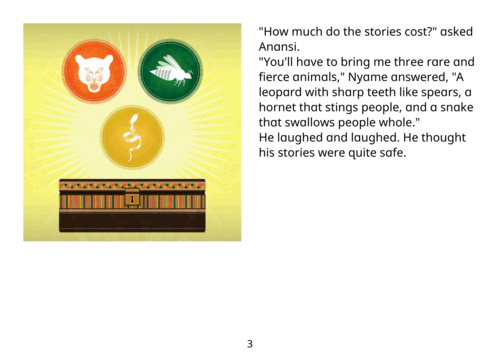 "How much do the stories cost?" asked
Anansi.
"You'll have to bring me three rare and
fierce animals," Nyame answered, "A
leopard with sharp teeth like spears, a
hornet that stings people, and a snake
that swallows people whole."
He laughed and laughed. He thought
his stories were quite safe.
3